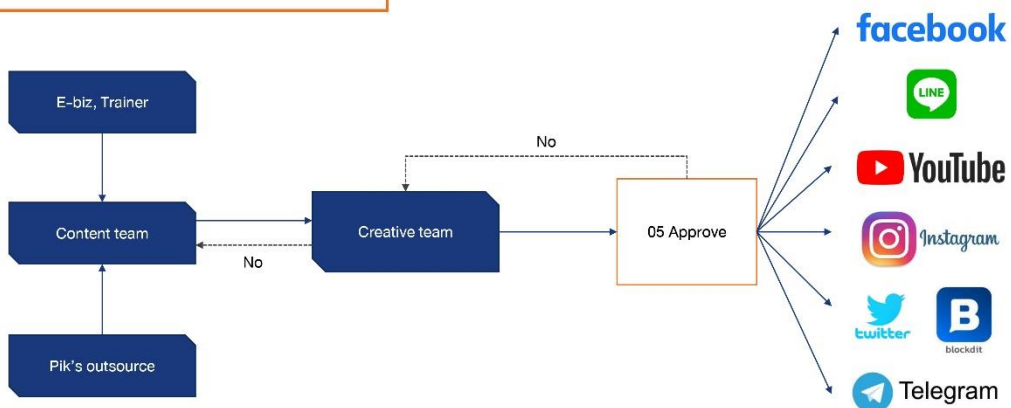 facebook
E-biz, Trainer
LINE
No
YouTube
Content team
Creative team
05 Approve
Instagram
No
twitter
B
blockdit
Pik's outsource
Telegram